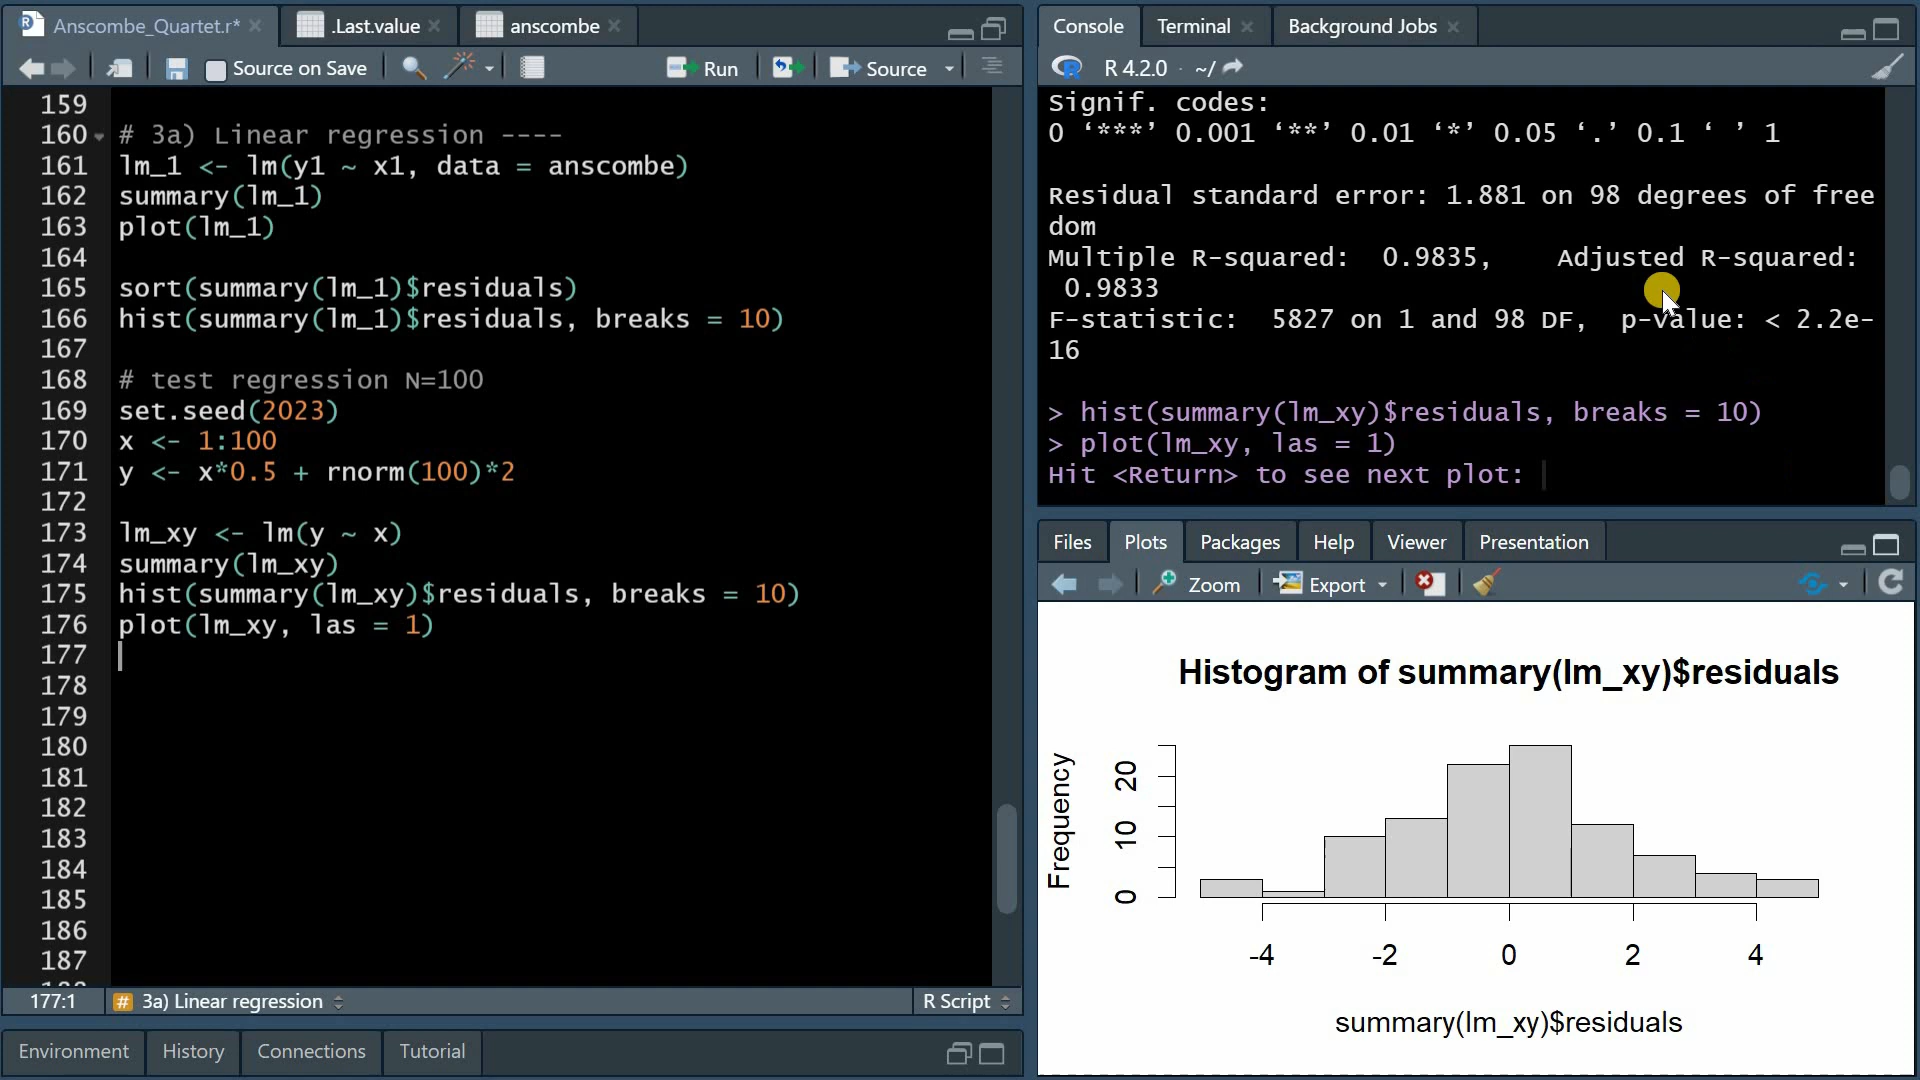 Anscombe_Quartet.r*
.Last.value
anscombe
Source on Save
Run
Source
159
160 # 3a) Linear regression ----
161 lm_1 <- lm(y1 ~ x1, data = anscombe)
162 summary(lm_1)
163 plot(lm_1)
164
165 sort(summary(lm_1)$residuals)
166 hist(summary(lm_1)$residuals, breaks = 10)
167
168 # test regression N=100
169 set.seed(2023)
170 x <- 1:100
171 y <- x*0.5 + rnorm(100)*2
172
173 lm_xy <- lm(y ~ x)
174 summary(lm_xy)
175 hist(summary(lm_xy)$residuals, breaks = 10)
176 plot(lm_xy, las = 1)
177
178
179
180
181
182
183
184
185
186
187
177:1
# 3a) Linear regression
R Script
Environment
History
Connections
Tutorial
Console
Terminal
Background Jobs
R 4.2.0 · ~/
Signif. codes:
0 ‘***’ 0.001 ‘**’ 0.01 ‘*’ 0.05 ‘.’ 0.1 ‘ ’ 1
Residual standard error: 1.881 on 98 degrees of free
dom
Multiple R-squared:  0.9835,    Adjusted R-squared:
0.9833
F-statistic:  5827 on 1 and 98 DF,  p-value: < 2.2e-
16
> hist(summary(lm_xy)$residuals, breaks = 10)
> plot(lm_xy, las = 1)
Hit <Return> to see next plot:
Files
Plots
Packages
Help
Viewer
Presentation
Zoom
Export
Histogram of summary(lm_xy)$residuals
Frequency
0 10 20
-4 -2 0 2 4
summary(lm_xy)$residuals